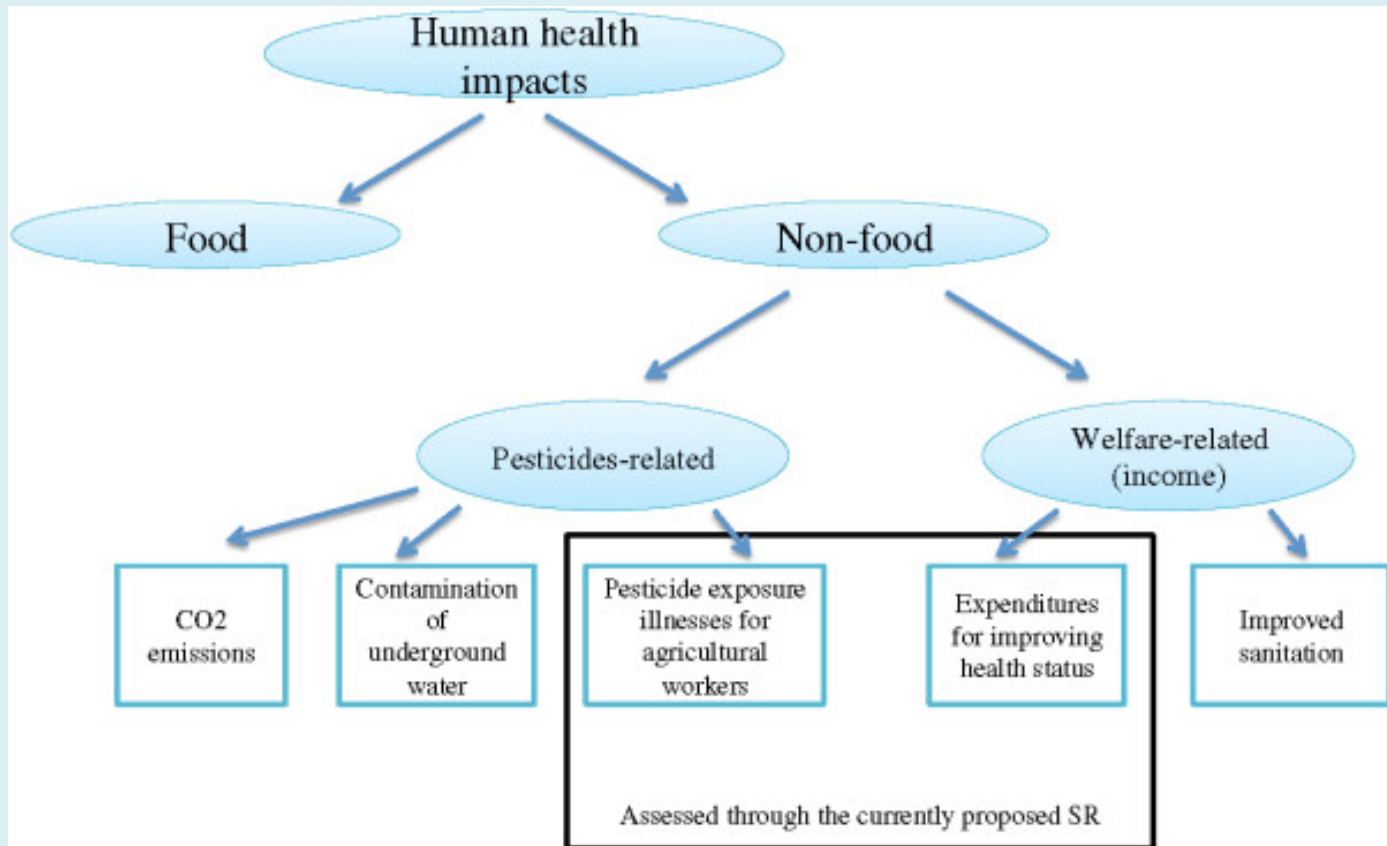 Human health
impacts
Food
Non-food
Pesticides-related
Welfare-related
(income)
CO2
emissions
Contamination
of
underground
water
Pesticide exposure
illnesses for
agricultural
workers
Expenditures
for improving
health status
Improved
sanitation
Assessed through the currently proposed SR